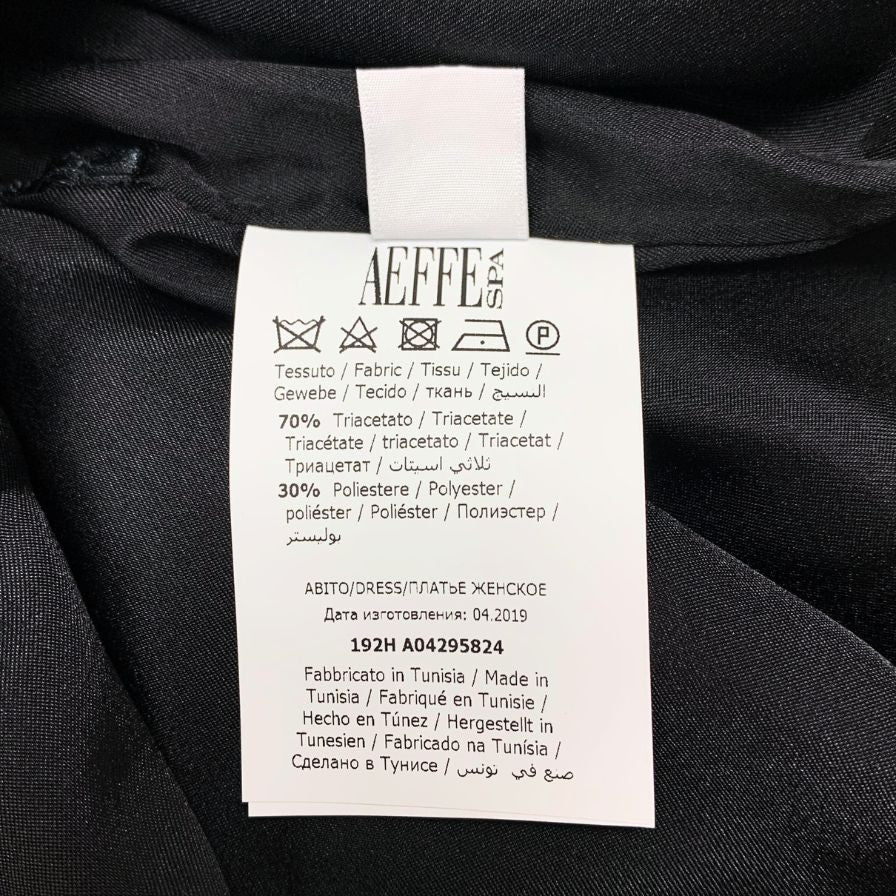 AEFFE SPA
P
Tessuto / Fabric / Tissu / Tejido /
Gewebe / Tecido / ткань / النسيج
70% Triacetato / Triacetate /
Triacétate / triacetato / Triacetat /
Триацетат / ثلاثي اسيتات
30% Poliestere / Polyester /
poliéster / Poliéster / Полиэстер /
بوليستر
ABITO/DRESS/ПЛАТЬЕ ЖЕНСКОЕ
Дата изготовления: 04.2019
192H A04295824
Fabbricato in Tunisia / Made in
Tunisia / Fabriqué en Tunisie /
Hecho en Túnez / Hergestellt in
Tunesien / Fabricado na Tunísia /
Сделано в Тунисе / صنع في تونس